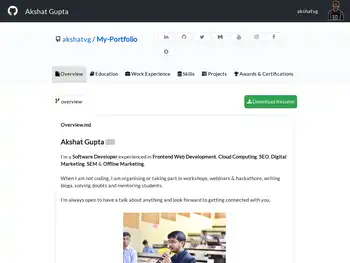 Akshat Gupta
akshatvg
akshatvg / My-Portfolio
Overview
Education
Work Experience
Skills
Projects
Awards & Certifications
overview
Download Resume
Overview.md
Akshat Gupta
I'm a Software Developer experienced in Frontend Web Development, Cloud Computing, SEO, Digital
Marketing, SEM & Offline Marketing.
When I am not coding, I am organising or taking part in workshops, webinars & hackathons, writing
blogs, solving doubts and mentoring students.
I'm always open to have a talk about anything and look forward to getting connected with you.